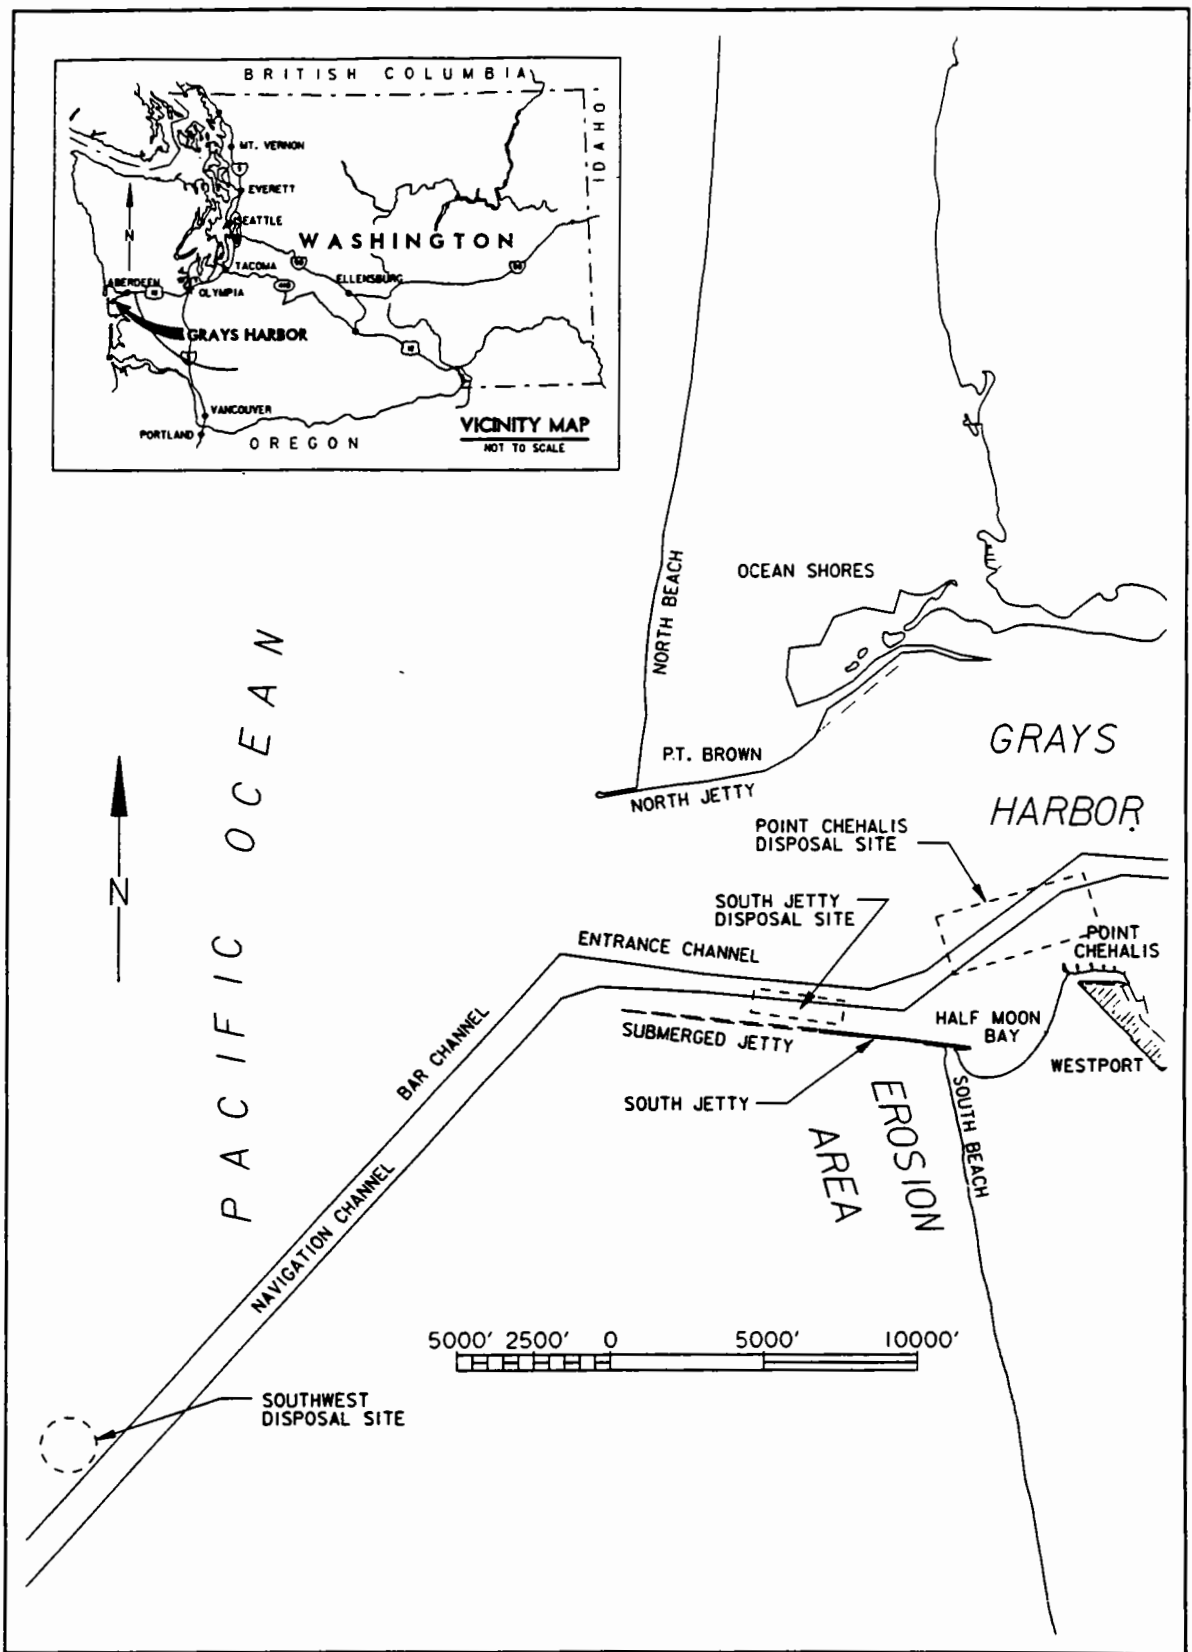 BRITISH COLUMBIA
IDAHO
MT. VERNON
5
EVERETT
SEATTLE
WASHINGTON
N
90
90
TACOMA
ELLENSBURG
ABERDEEN
OLYMPIA
GRAYS HARBOR
VANCOUVER
PORTLAND
OREGON
VICINITY MAP
NOT TO SCALE
NORTH BEACH
OCEAN SHORES
PACIFIC OCEAN
N
P.T. BROWN
NORTH JETTY
GRAYS
HARBOR
POINT CHEHALIS
DISPOSAL SITE
SOUTH JETTY
DISPOSAL SITE
ENTRANCE CHANNEL
POINT
CHEHALIS
BAR CHANNEL
SUBMERGED JETTY
HALF MOON
BAY
WESTPORT
SOUTH JETTY
EROSION
AREA
SOUTH BEACH
NAVIGATION CHANNEL
5000' 2500' 0 5000' 10000'
SOUTHWEST
DISPOSAL SITE